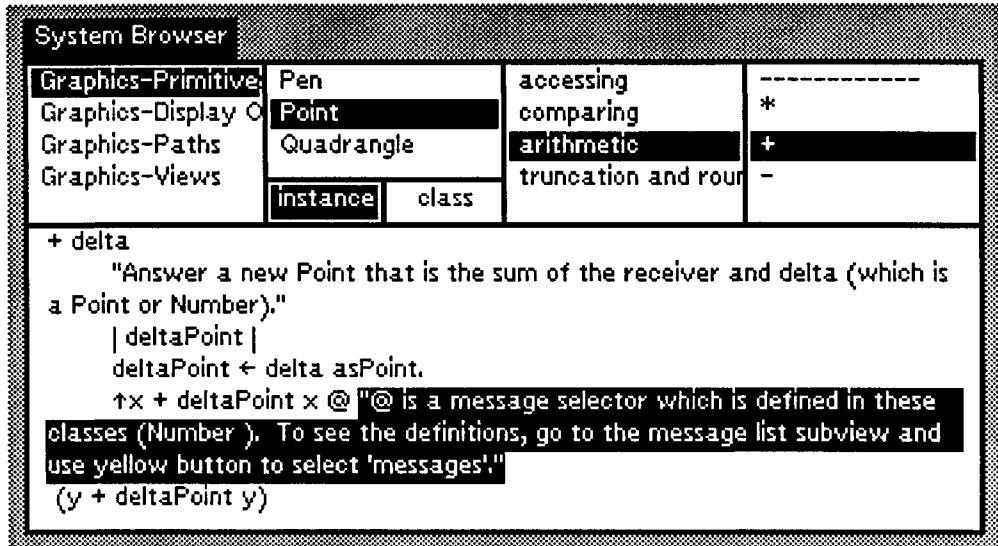 System Browser
Graphics-Primitive
Graphics-Display O
Graphics-Paths
Graphics-Views
Pen
Point
Quadrangle
instance class
accessing
comparing
arithmetic
truncation and roun
------------
*
+
-
+ delta
"Answer a new Point that is the sum of the receiver and delta (which is
a Point or Number)."
| deltaPoint |
deltaPoint ← delta asPoint.
↑x + deltaPoint x @ "@ is a message selector which is defined in these
classes (Number ). To see the definitions, go to the message list subview and
use yellow button to select 'messages'."
(y + deltaPoint y)